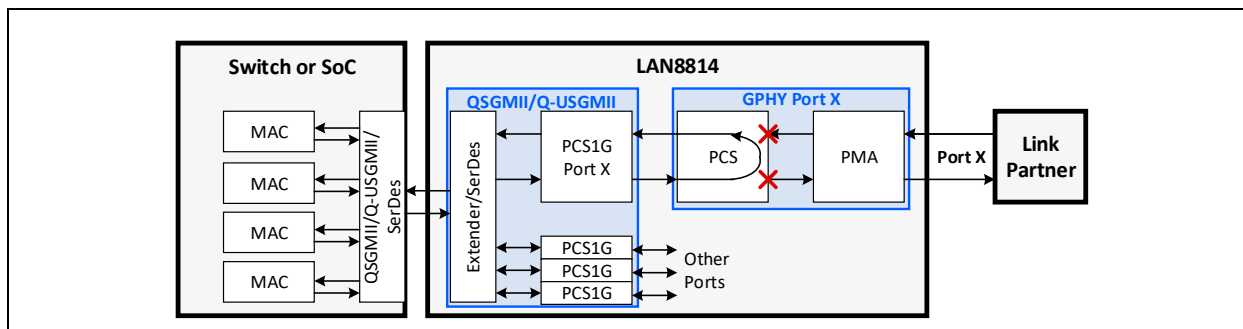 Switch or SoC
MAC
MAC
MAC
MAC
QSGMII/Q-USGMII/
SerDes
LAN8814
QSGMII/Q-USGMII
Extender/SerDes
PCS1G
Port X
PCS1G
PCS1G
PCS1G
Other
Ports
GPHY Port X
PCS
PMA
Port X
Link
Partner